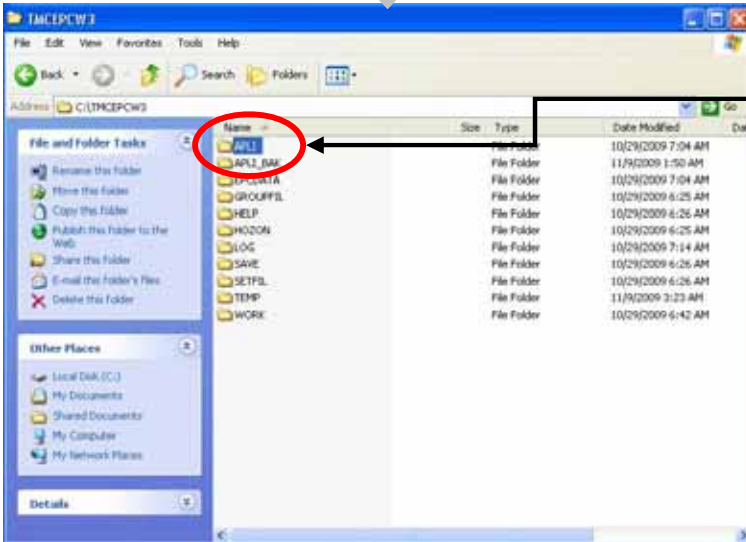 TMCEPCW3
File Edit View Favorites Tools Help
Back Search Folders
Address C:\TMCEPCW3 Go
File and Folder Tasks
Rename this folder
Move this folder
Copy this folder
Publish this folder to the
Web
Share this folder
E-mail this folder's files
Delete this folder
Other Places
Local Disk (C:)
My Documents
Shared Documents
My Computer
My Network Places
Details
Name Size Type Date Modified Da
APLI File Folder 10/29/2009 7:04 AM
APLI_BAK File Folder 11/9/2009 1:50 AM
EPCDATA File Folder 10/29/2009 7:04 AM
GROUPFIL File Folder 10/29/2009 6:25 AM
HELP File Folder 10/29/2009 6:26 AM
HOZON File Folder 10/29/2009 6:25 AM
LOG File Folder 10/29/2009 7:14 AM
SAVE File Folder 10/29/2009 6:26 AM
SETFIL File Folder 10/29/2009 6:26 AM
TEMP File Folder 11/9/2009 3:23 AM
WORK File Folder 10/29/2009 6:42 AM